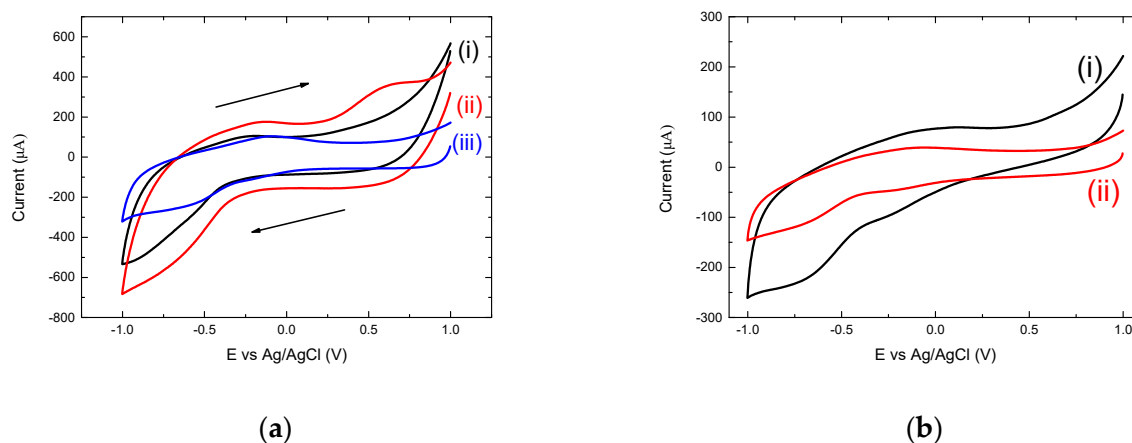 600
400
200
0
-200
-400
-600
-800
-1.0 -0.5 0.0 0.5 1.0
Current (µA)
E vs Ag/AgCl (V)
(i)
(ii)
(iii)
(a)
300
200
100
0
-100
-200
-300
-1.0 -0.5 0.0 0.5 1.0
Current (µA)
E vs Ag/AgCl (V)
(i)
(ii)
(b)